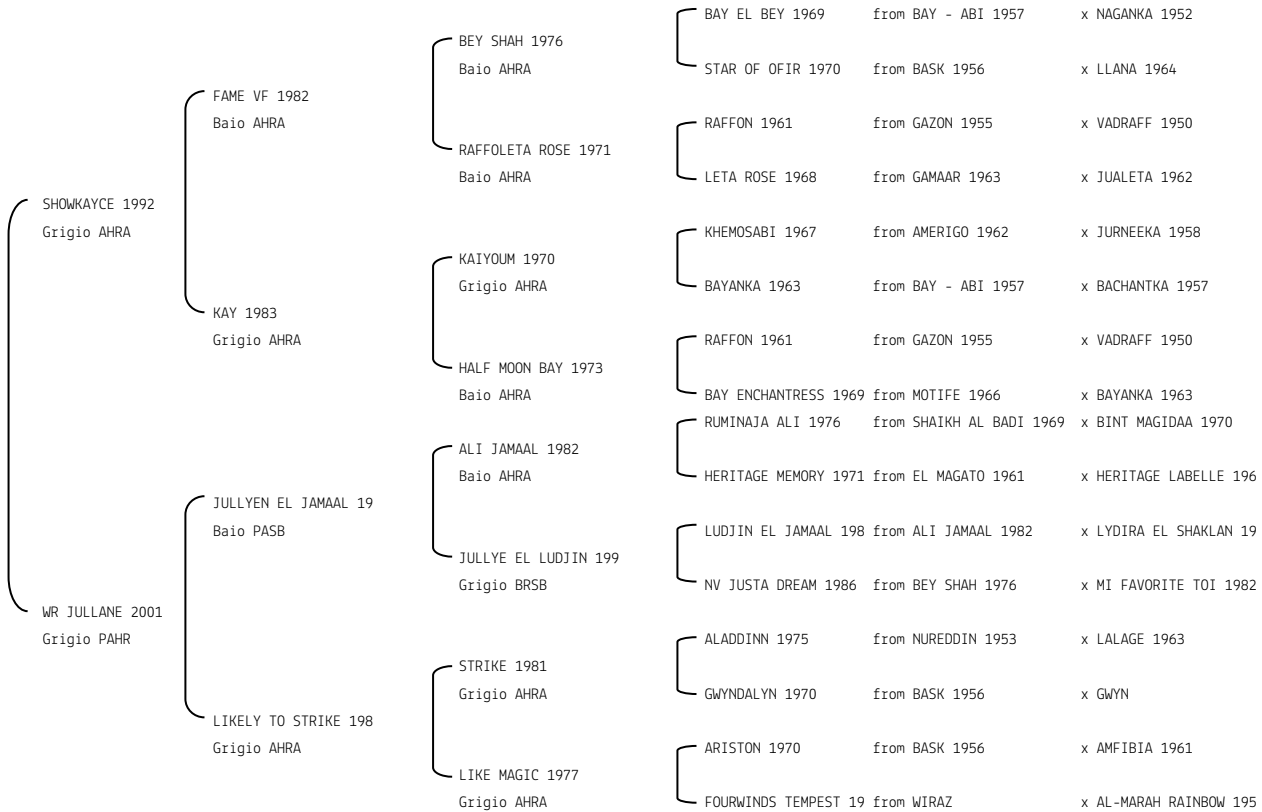 BAY EL BEY 1969 from BAY - ABI 1957 x NAGANKA 1952
BEY SHAH 1976
Baio AHRA
STAR OF OFIR 1970 from BASK 1956 x LLANA 1964
FAME VF 1982
Baio AHRA
RAFFON 1961 from GAZON 1955 x VADRAFF 1950
RAFFOLETA ROSE 1971
Baio AHRA
LETA ROSE 1968 from GAMAAR 1963 x JUALETA 1962
SHOWKAYCE 1992
Grigio AHRA
KHEMOSABI 1967 from AMERIGO 1962 x JURNEEKA 1958
KAIYOUM 1970
Grigio AHRA
BAYANKA 1963 from BAY - ABI 1957 x BACHANTKA 1957
KAY 1983
Grigio AHRA
RAFFON 1961 from GAZON 1955 x VADRAFF 1950
HALF MOON BAY 1973
Baio AHRA
BAY ENCHANTRESS 1969 from MOTIFE 1966 x BAYANKA 1963
RUMINAJA ALI 1976 from SHAIKH AL BADI 1969 x BINT MAGIDAA 1970
ALI JAMAAL 1982
Baio AHRA
HERITAGE MEMORY 1971 from EL MAGATO 1961 x HERITAGE LABELLE 196
JULLYEN EL JAMAAL 19
Baio PASB
LUDJIN EL JAMAAL 198 from ALI JAMAAL 1982 x LYDIRA EL SHAKLAN 19
JULLYE EL LUDJIN 199
Grigio BRSB
NV JUSTA DREAM 1986 from BEY SHAH 1976 x MI FAVORITE TOI 1982
WR JULLANE 2001
Grigio PAHR
ALADDINN 1975 from NUREDDIN 1953 x LALAGE 1963
STRIKE 1981
Grigio AHRA
GWYNDALYN 1970 from BASK 1956 x GWYN
LIKELY TO STRIKE 198
Grigio AHRA
ARISTON 1970 from BASK 1956 x AMFIBIA 1961
LIKE MAGIC 1977
Grigio AHRA
FOURWINDS TEMPEST 19 from WIRAZ x AL-MARAH RAINBOW 195